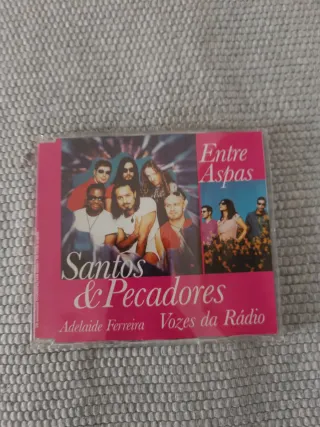 Entre
Aspas
Santos
& Pecadores
Adelaide Ferreira Vozes da Rádio